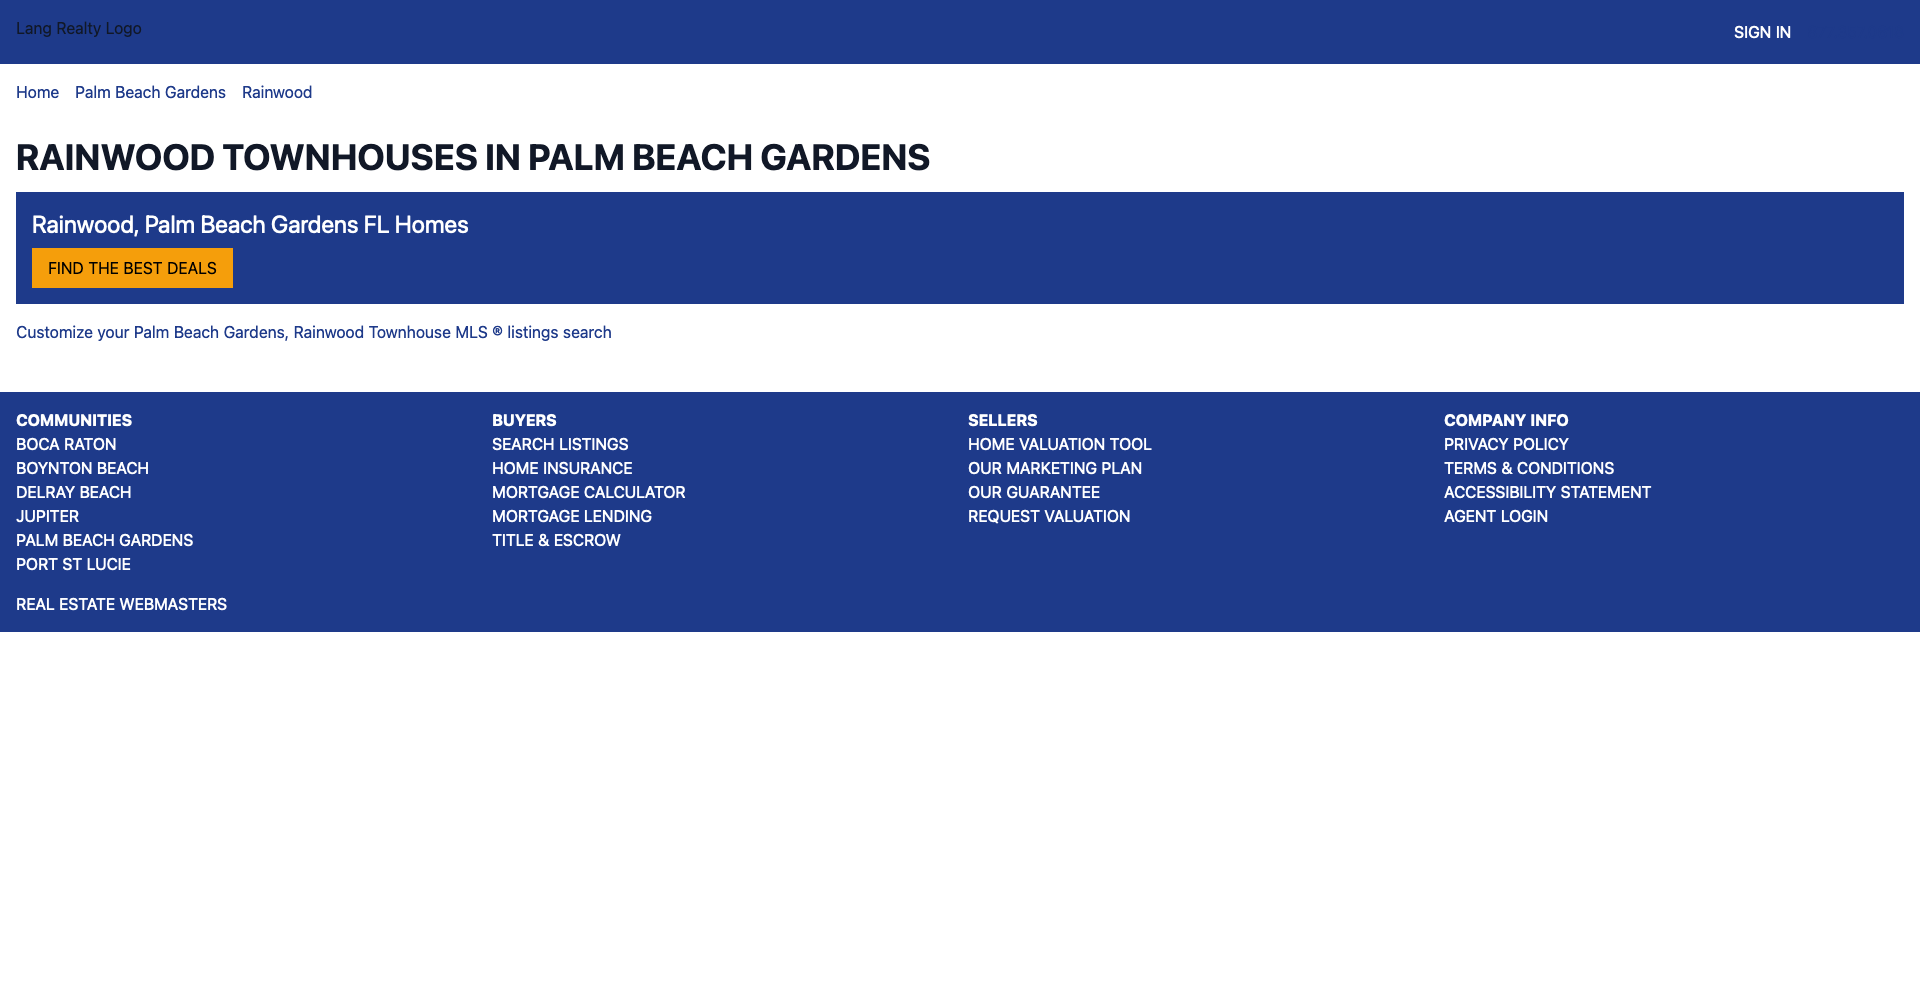 Lang Realty Logo
SIGN IN
Home Palm Beach Gardens Rainwood
RAINWOOD TOWNHOUSES IN PALM BEACH GARDENS
Rainwood, Palm Beach Gardens FL Homes
FIND THE BEST DEALS
Customize your Palm Beach Gardens, Rainwood Townhouse MLS ® listings search
COMMUNITIES
BOCA RATON
BOYNTON BEACH
DELRAY BEACH
JUPITER
PALM BEACH GARDENS
PORT ST LUCIE
BUYERS
SEARCH LISTINGS
HOME INSURANCE
MORTGAGE CALCULATOR
MORTGAGE LENDING
TITLE & ESCROW
SELLERS
HOME VALUATION TOOL
OUR MARKETING PLAN
OUR GUARANTEE
REQUEST VALUATION
COMPANY INFO
PRIVACY POLICY
TERMS & CONDITIONS
ACCESSIBILITY STATEMENT
AGENT LOGIN
REAL ESTATE WEBMASTERS